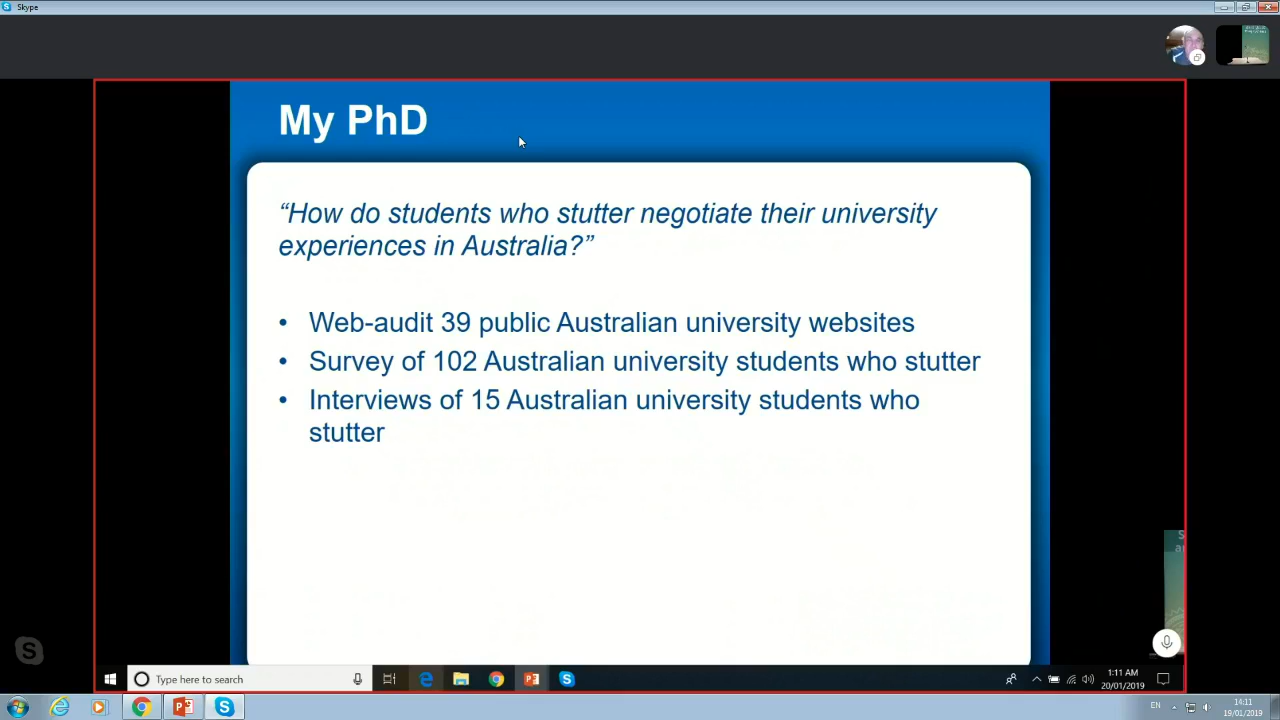 Skype
My PhD
“How do students who stutter negotiate their university
experiences in Australia?”
• Web-audit 39 public Australian university websites
• Survey of 102 Australian university students who stutter
• Interviews of 15 Australian university students who
stutter
Type here to search
1:11 AM
20/01/2019
EN
14:11
19/01/2019